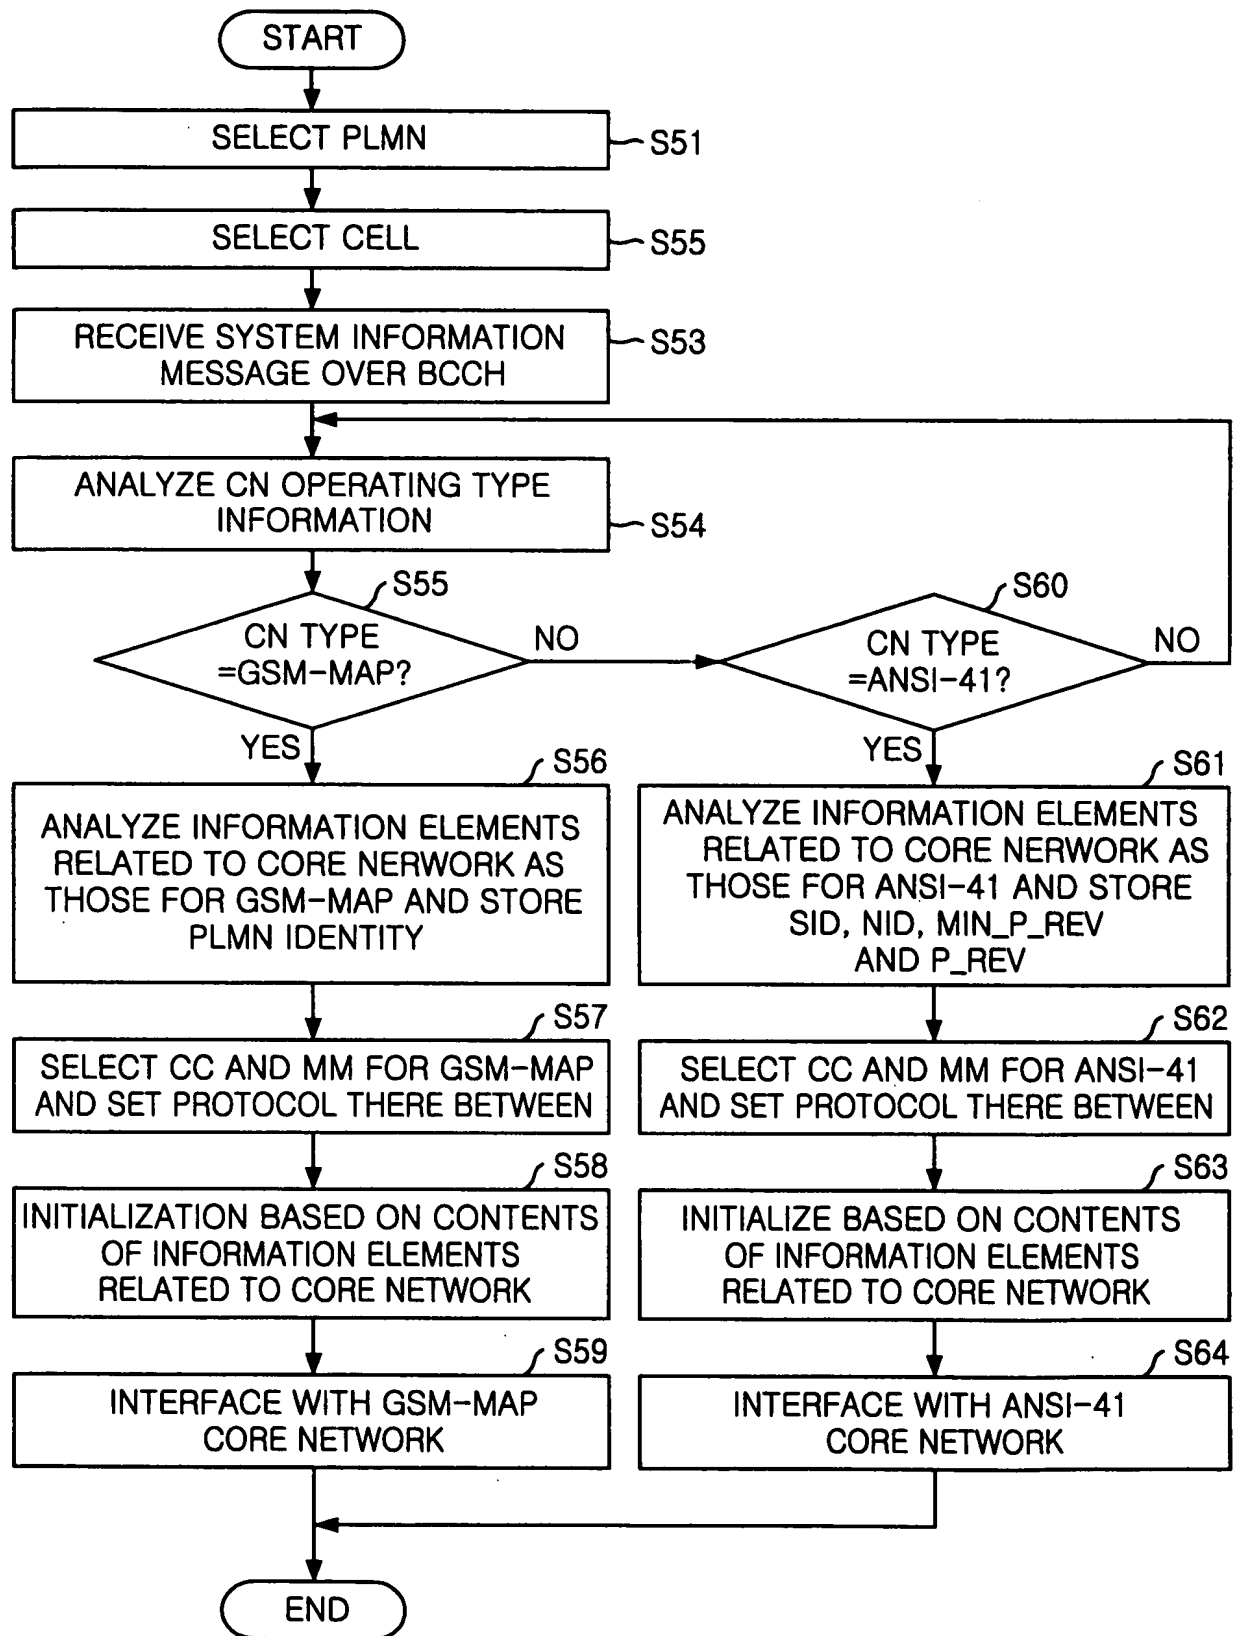 START
SELECT PLMN
S51
SELECT CELL
S55
RECEIVE SYSTEM INFORMATION
MESSAGE OVER BCCH
S53
ANALYZE CN OPERATING TYPE
INFORMATION
S54
S55
CN TYPE
=GSM-MAP?
NO
YES
S60
CN TYPE
=ANSI-41?
NO
YES
S56
ANALYZE INFORMATION ELEMENTS
RELATED TO CORE NERWORK AS
THOSE FOR GSM-MAP AND STORE
PLMN IDENTITY
S61
ANALYZE INFORMATION ELEMENTS
RELATED TO CORE NERWORK AS
THOSE FOR ANSI-41 AND STORE
SID, NID, MIN_P_REV
AND P_REV
S57
SELECT CC AND MM FOR GSM-MAP
AND SET PROTOCOL THERE BETWEEN
S62
SELECT CC AND MM FOR ANSI-41
AND SET PROTOCOL THERE BETWEEN
S58
INITIALIZATION BASED ON CONTENTS
OF INFORMATION ELEMENTS
RELATED TO CORE NETWORK
S63
INITIALIZE BASED ON CONTENTS
OF INFORMATION ELEMENTS
RELATED TO CORE NETWORK
S59
INTERFACE WITH GSM-MAP
CORE NETWORK
S64
INTERFACE WITH ANSI-41
CORE NETWORK
END